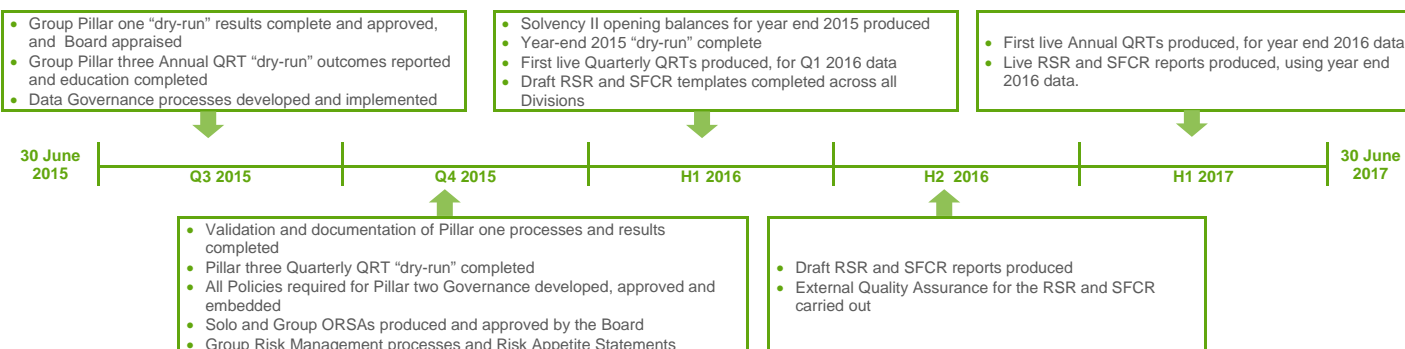 • Group Pillar one “dry-run” results complete and approved,
and Board appraised
• Group Pillar three Annual QRT “dry-run” outcomes reported
and education completed
• Data Governance processes developed and implemented
• Solvency II opening balances for year end 2015 produced
• Year-end 2015 “dry-run” complete
• First live Quarterly QRTs produced, for Q1 2016 data
• Draft RSR and SFCR templates completed across all
Divisions
• First live Annual QRTs produced, for year end 2016 data
• Live RSR and SFCR reports produced, using year end
2016 data.
30 June
2015
Q3 2015
Q4 2015
H1 2016
H2 2016
H1 2017
30 June
2017
• Validation and documentation of Pillar one processes and results
completed
• Pillar three Quarterly QRT “dry-run” completed
• All Policies required for Pillar two Governance developed, approved and
embedded
• Solo and Group ORSAs produced and approved by the Board
• Group Risk Management processes and Risk Appetite Statements
• Draft RSR and SFCR reports produced
• External Quality Assurance for the RSR and SFCR
carried out